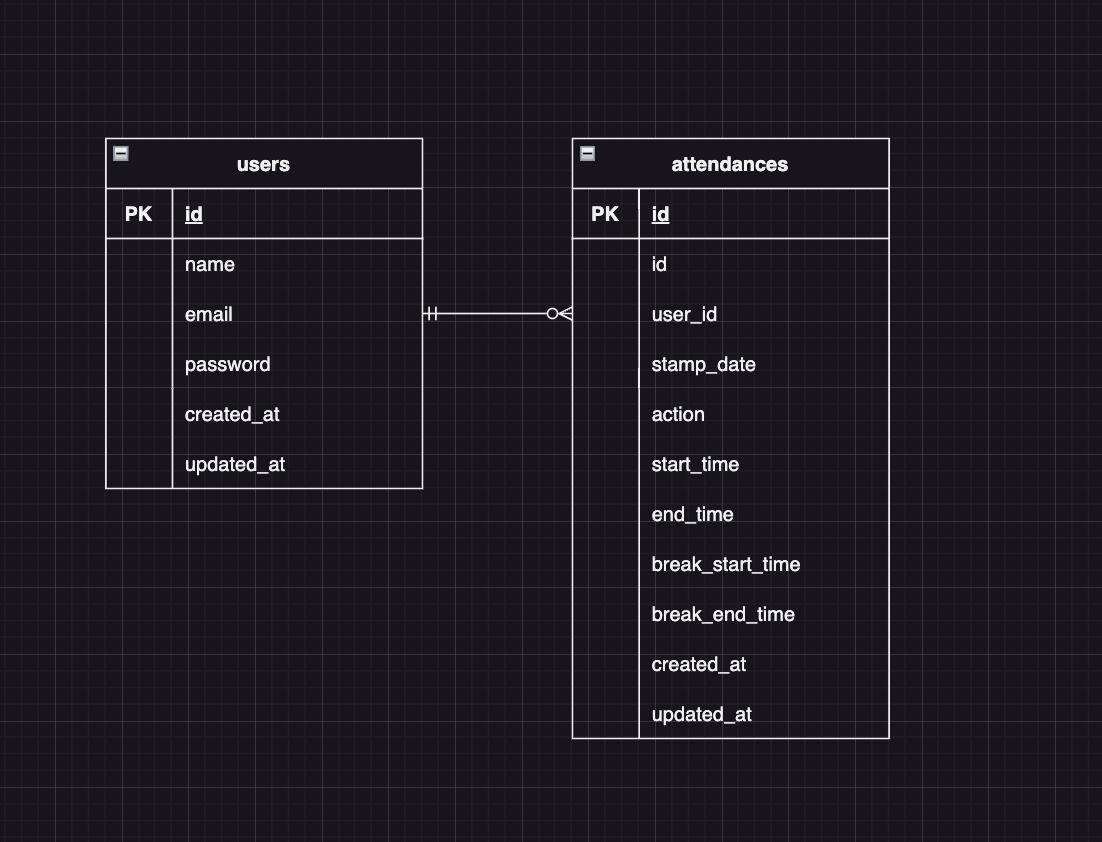 users
PK id
name
email
password
created_at
updated_at
attendances
PK id
id
user_id
stamp_date
action
start_time
end_time
break_start_time
break_end_time
created_at
updated_at